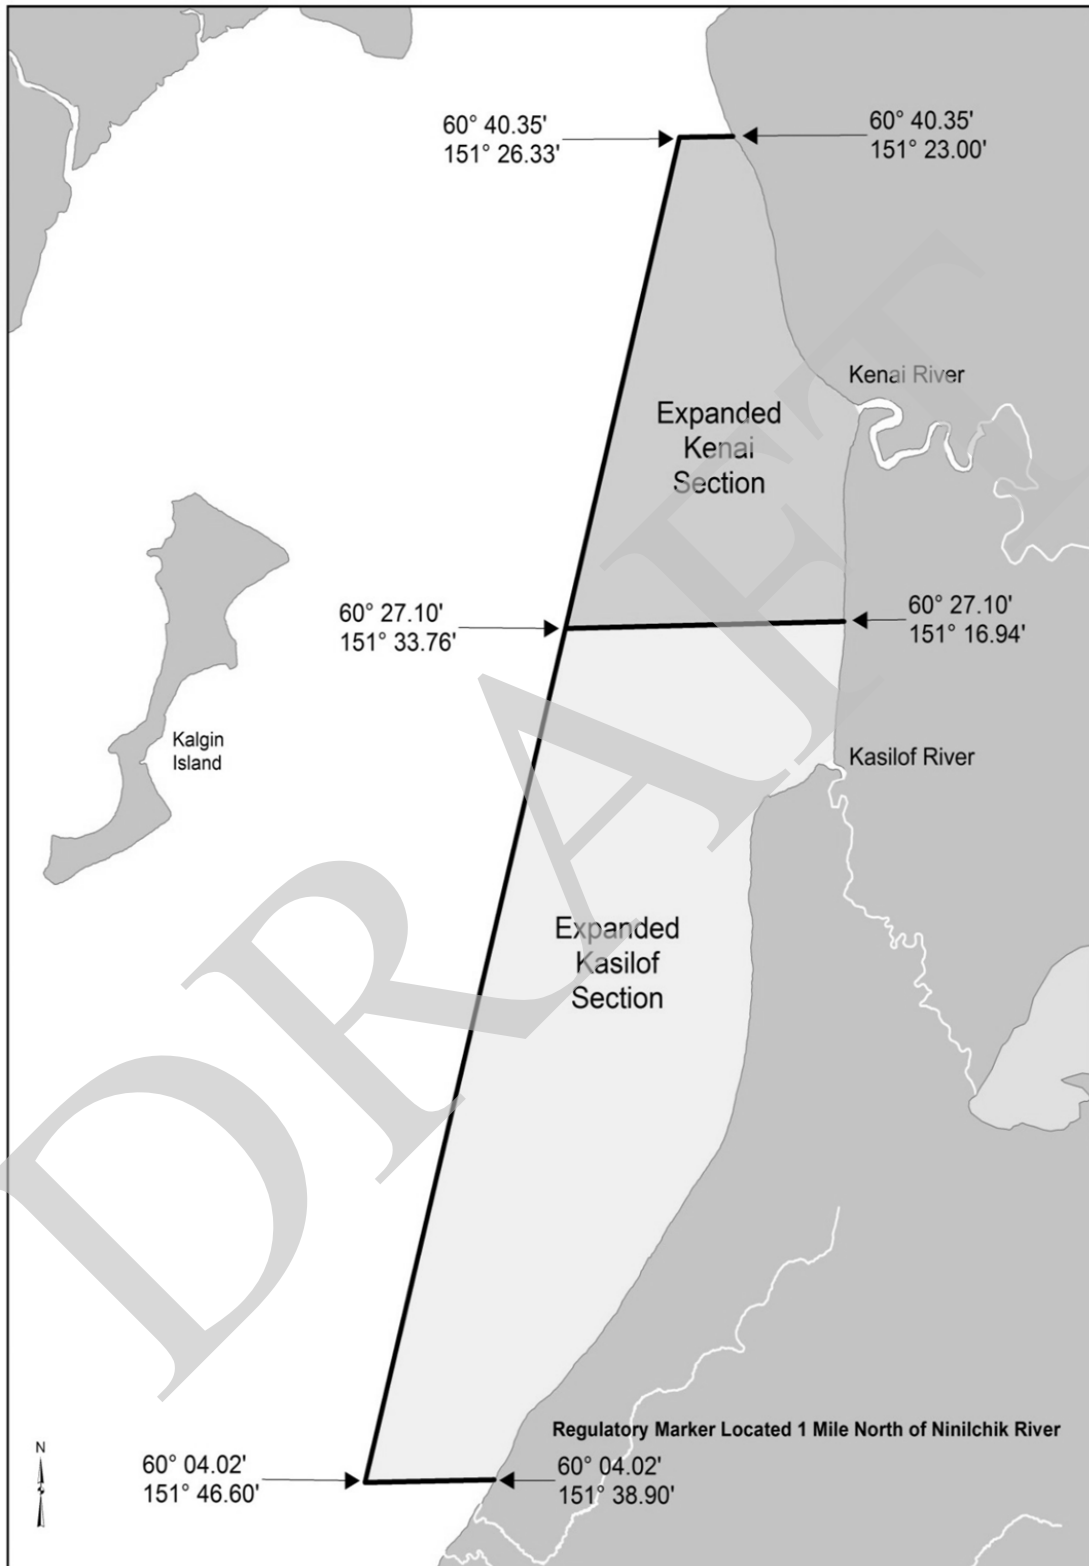 60° 40.35'
151° 26.33'
60° 40.35'
151° 23.00'
Kenai River
Expanded
Kenai
Section
60° 27.10'
151° 33.76'
60° 27.10'
151° 16.94'
Kalgin
Island
Kasilof River
Expanded
Kasilof
Section
DRAFT
Regulatory Marker Located 1 Mile North of Ninilchik River
N
60° 04.02'
151° 46.60'
60° 04.02'
151° 38.90'